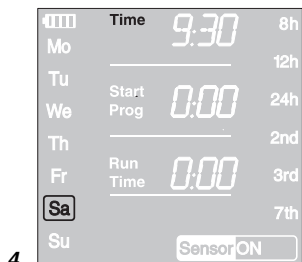 Time 9:30 8h
Mo
12h
Tu
Start
Prog 0:00 24h
We
2nd
Th
Run
Time 0:00 3rd
Fr
Sa 7th
Su
Sensor ON
4